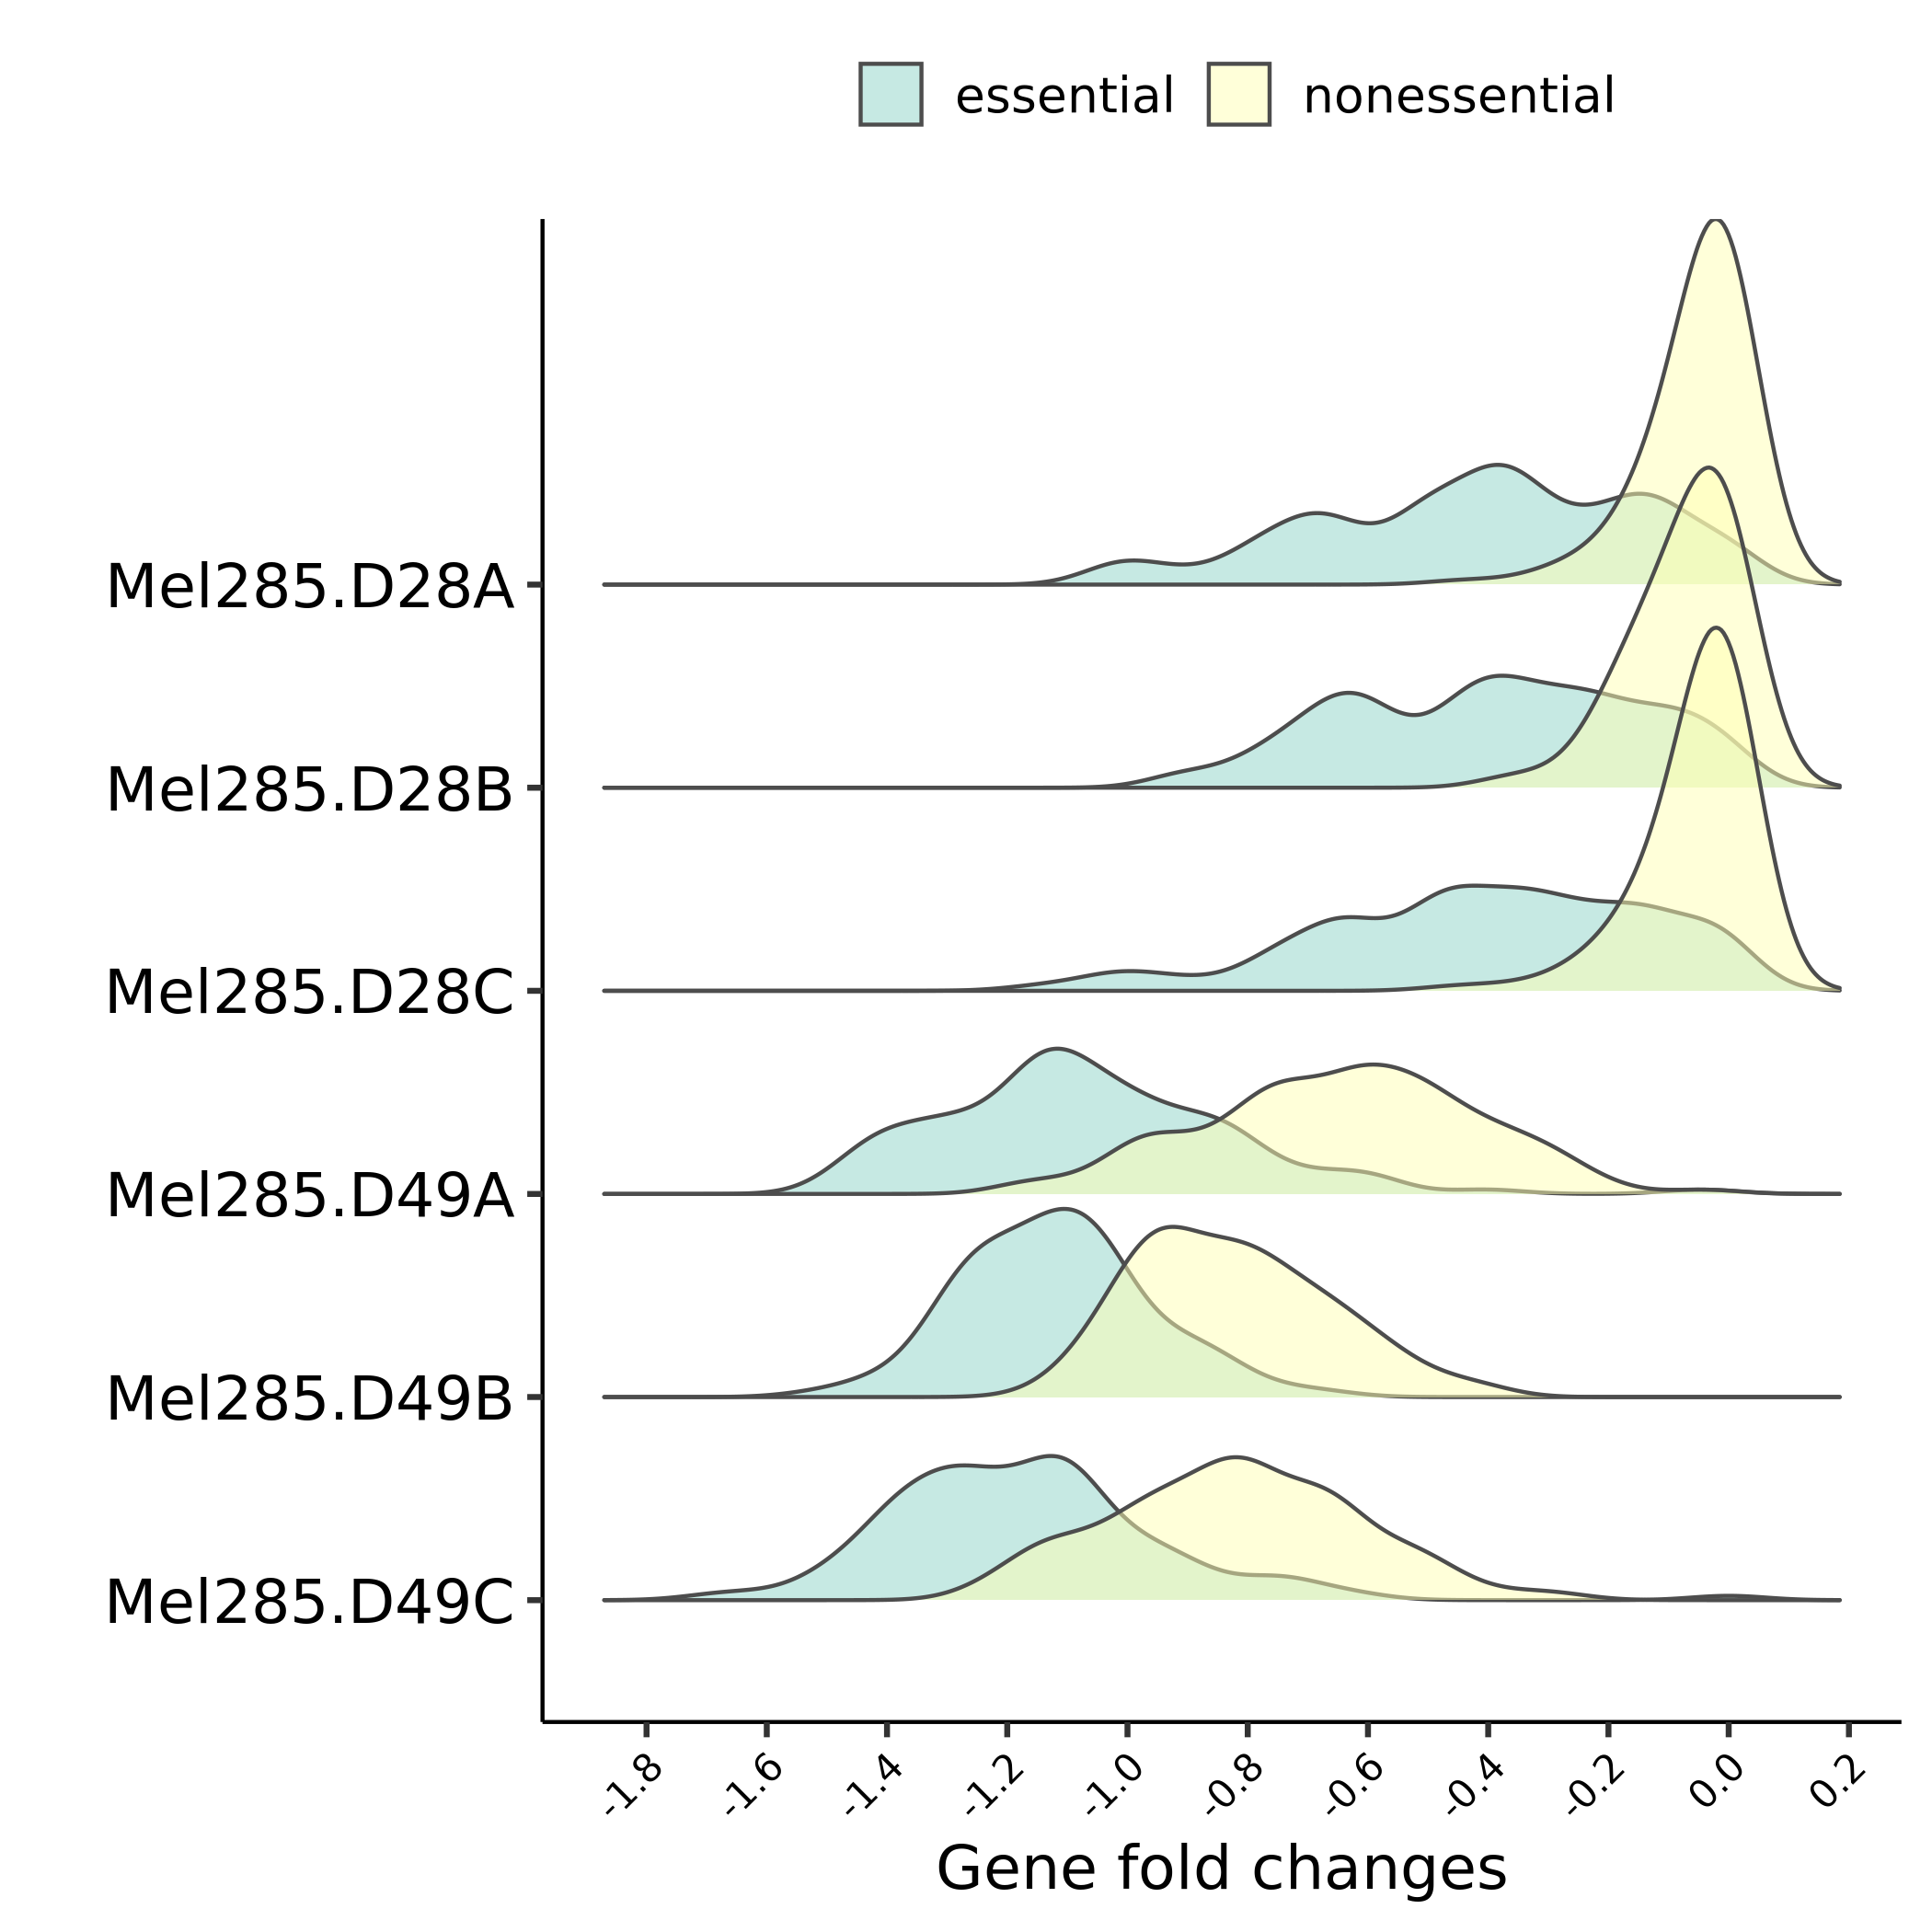 essential nonessential
Mel285.D28A
Mel285.D28B
Mel285.D28C
Mel285.D49A
Mel285.D49B
Mel285.D49C
-1.8 -1.6 -1.4 -1.2 -1.0 -0.8 -0.6 -0.4 -0.2 0.0 0.2
Gene fold changes